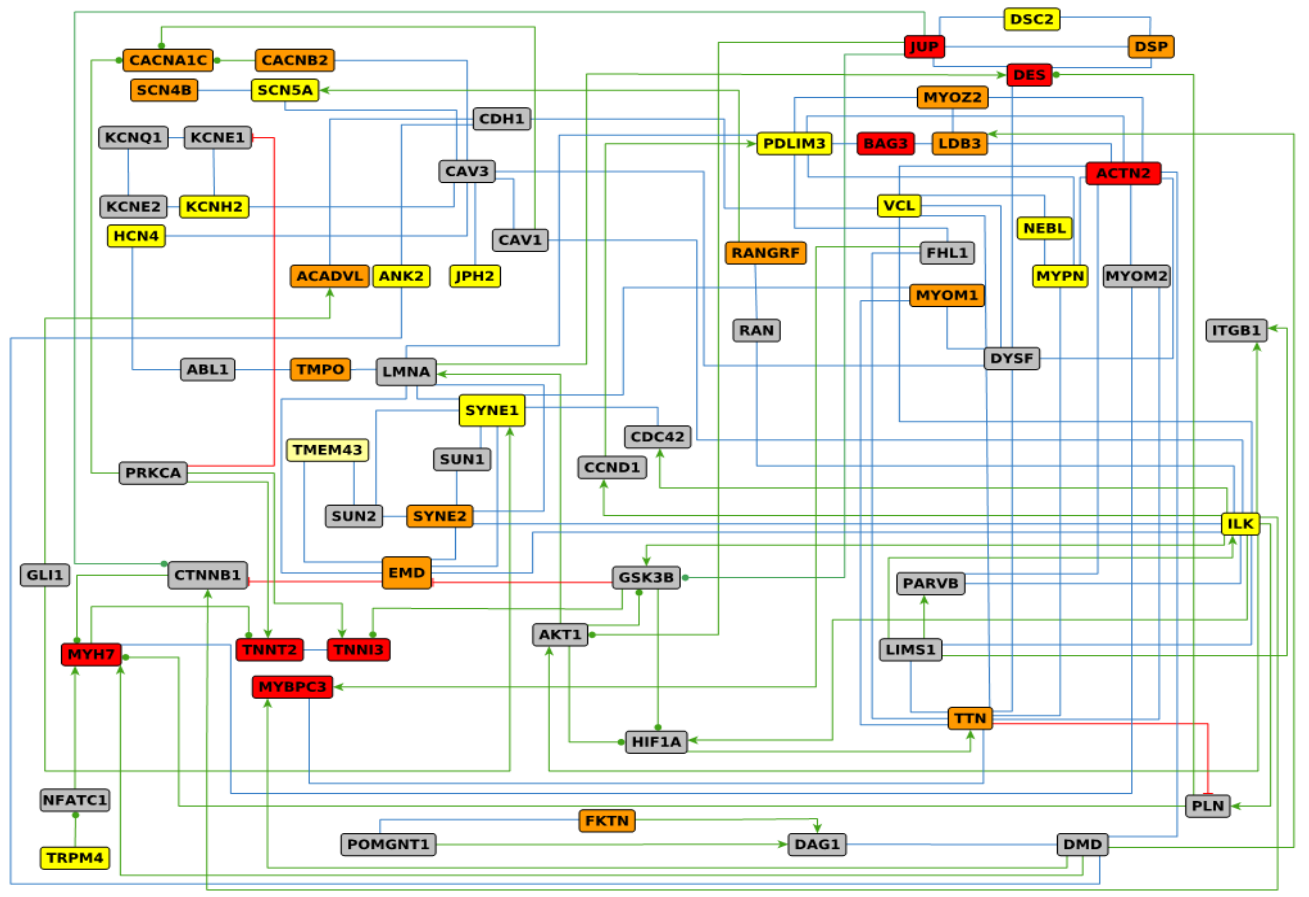 DSC2
JUP
DSP
CACNA1C
CACNB2
DES
SCN4B
SCN5A
MYOZ2
CDH1
KCNQ1
KCNE1
PDLIM3
BAG3
LDB3
CAV3
ACTN2
KCNE2
KCNH2
VCL
NEBL
HCN4
CAV1
RANGRF
FHL1
ACADVL
ANK2
JPH2
MYPN
MYOM2
MYOM1
RAN
ITGB1
DYSF
ABL1
TMPO
LMNA
SYNE1
CDC42
TMEM43
SUN1
CCND1
PRKCA
SUN2
SYNE2
ILK
GLI1
CTNNB1
EMD
GSK3B
PARVB
AKT1
MYH7
TNNT2
TNNI3
LIMS1
MYBPC3
TTN
HIF1A
NFATC1
PLN
FKTN
POMGNT1
DAG1
DMD
TRPM4